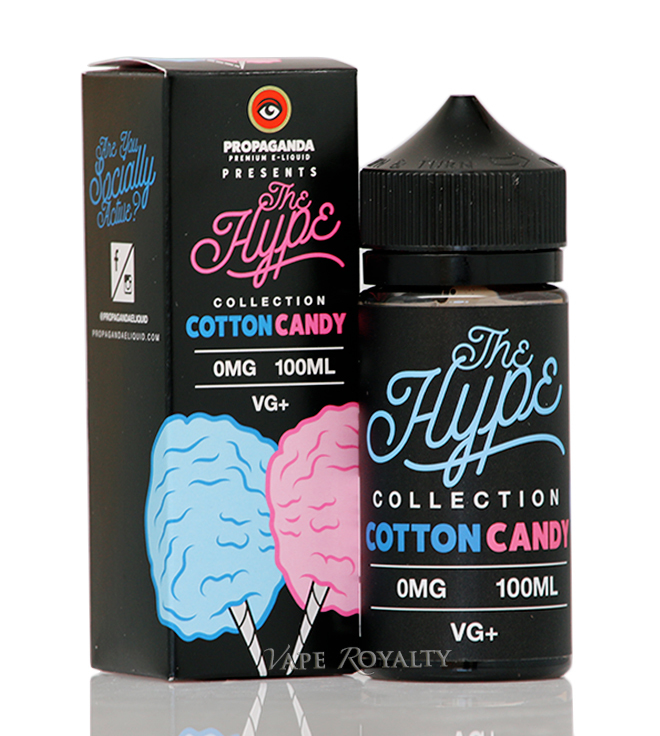 Are You
Socially
Active?
@PROPAGANDAELIQUID
PROPAGANDAELIQUID.COM
PROPAGANDA
PREMIUM E-LIQUID
PRESENTS
The
Hype
COLLECTION
COTTON CANDY
0MG 100ML
VG+
The
Hype
COLLECTION
COTTON CANDY
0MG 100ML
VG+
VAPE ROYALTY